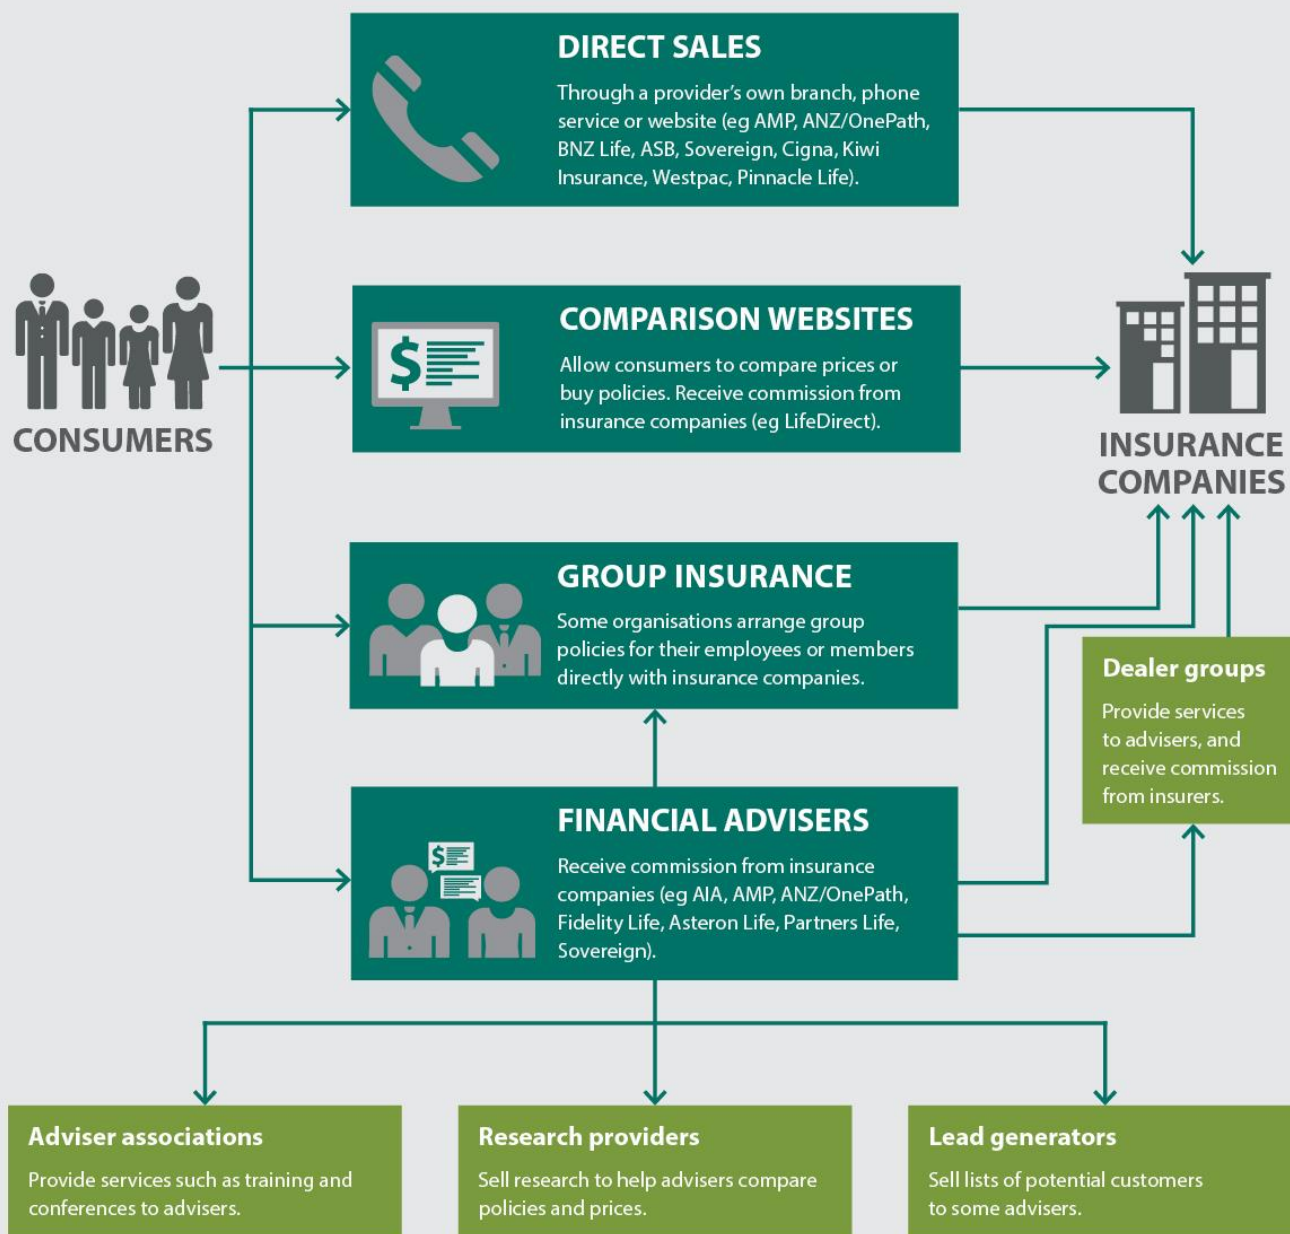 DIRECT SALES
Through a provider's own branch, phone
service or website (eg AMP, ANZ/OnePath,
BNZ Life, ASB, Sovereign, Cigna, Kiwi
Insurance, Westpac, Pinnacle Life).
CONSUMERS
$
COMPARISON WEBSITES
Allow consumers to compare prices or
buy policies. Receive commission from
insurance companies (eg LifeDirect).
INSURANCE
COMPANIES
GROUP INSURANCE
Some organisations arrange group
policies for their employees or members
directly with insurance companies.
Dealer groups
Provide services
to advisers, and
receive commission
from insurers.
$
FINANCIAL ADVISERS
Receive commission from insurance
companies (eg AIA, AMP, ANZ/OnePath,
Fidelity Life, Asteron Life, Partners Life,
Sovereign).
Adviser associations
Provide services such as training and
conferences to advisers.
Research providers
Sell research to help advisers compare
policies and prices.
Lead generators
Sell lists of potential customers
to some advisers.